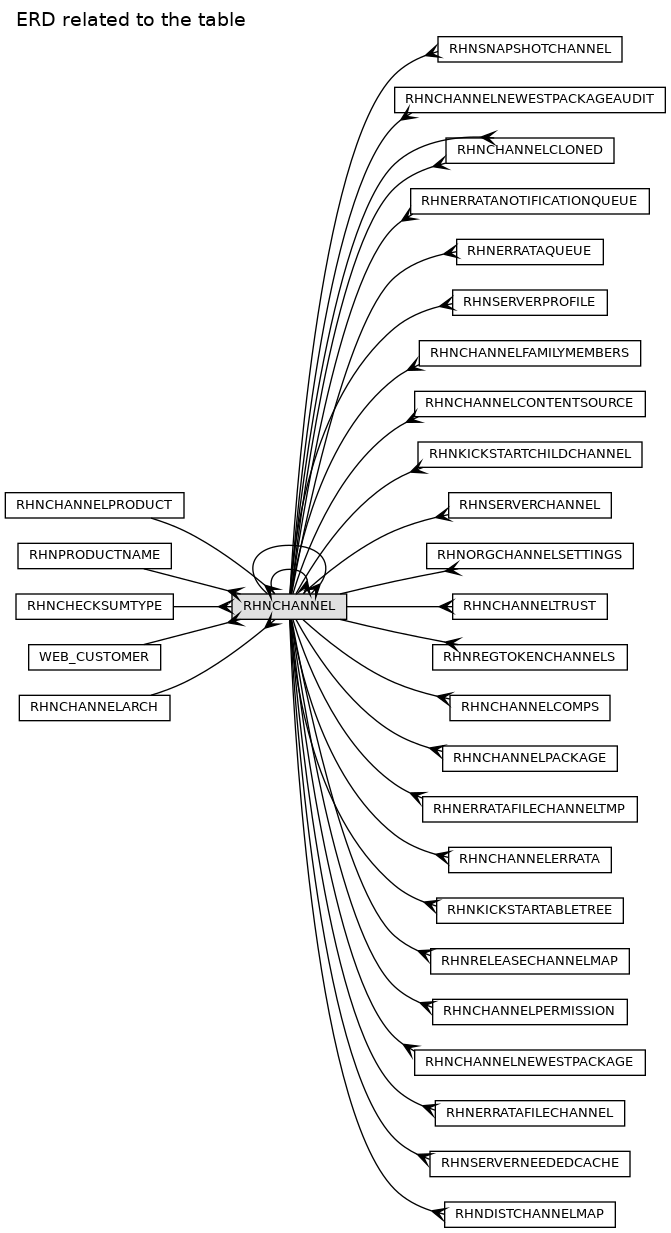 ERD related to the table
RHNSNAPSHOTCHANNEL
RHNCHANNELNEWESTPACKAGEAUDIT
RHNCHANNELCLONED
RHNERRATANOTIFICATIONQUEUE
RHNERRATAQUEUE
RHNSERVERPROFILE
RHNCHANNELFAMILYMEMBERS
RHNCHANNELCONTENTSOURCE
RHNKICKSTARTCHILDCHANNEL
RHNCHANNELPRODUCT
RHNSERVERCHANNEL
RHNPRODUCTNAME
RHNORGCHANNELSETTINGS
RHNCHECKSUMTYPE
RHNCHANNEL
RHNCHANNELTRUST
WEB_CUSTOMER
RHNREGTOKENCHANNELS
RHNCHANNELARCH
RHNCHANNELCOMPS
RHNCHANNELPACKAGE
RHNERRATAFILECHANNELTMP
RHNCHANNELERRATA
RHNKICKSTARTABLETREE
RHNRELEASECHANNELMAP
RHNCHANNELPERMISSION
RHNCHANNELNEWESTPACKAGE
RHNERRATAFILECHANNEL
RHNSERVERNEEDEDCACHE
RHNDISTCHANNELMAP